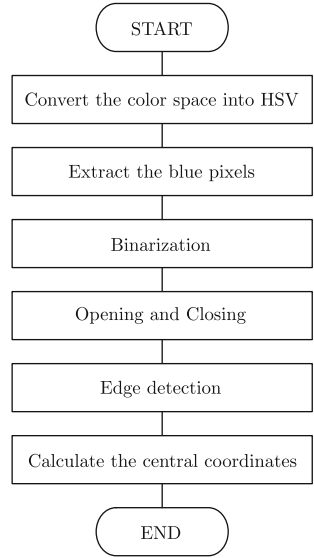 START
Convert the color space into HSV
Extract the blue pixels
Binarization
Opening and Closing
Edge detection
Calculate the central coordinates
END